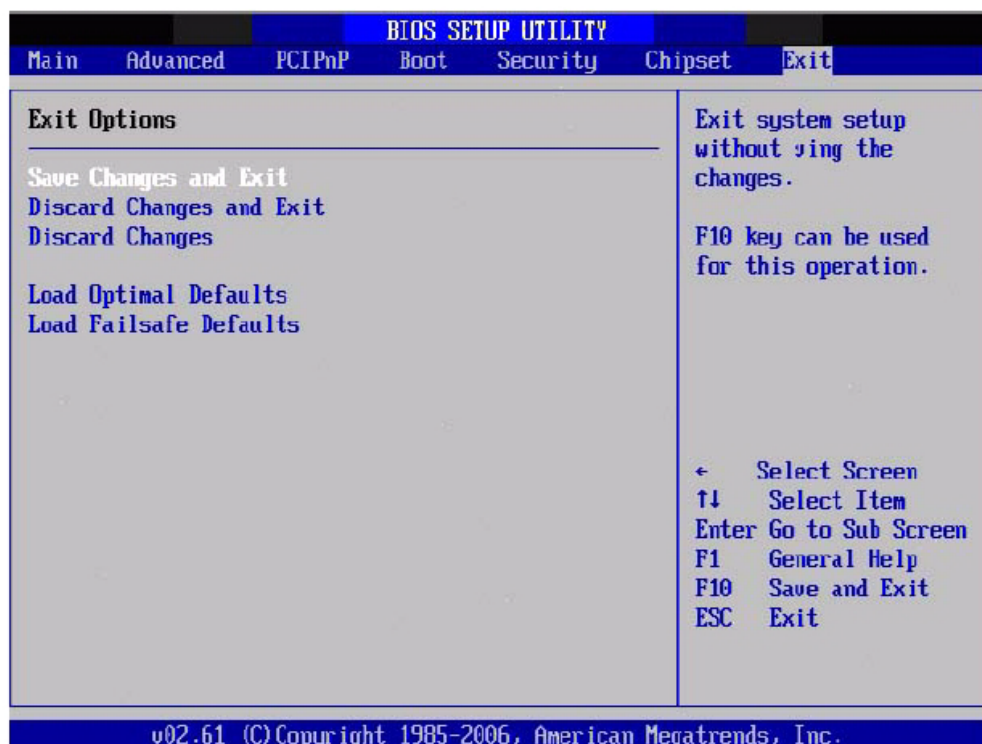 BIOS SETUP UTILITY
Main Advanced PCIPnP Boot Security Chipset Exit
Exit Options
Save Changes and Exit
Discard Changes and Exit
Discard Changes
Load Optimal Defaults
Load Failsafe Defaults
Exit system setup
without the
changes.
F10 key can be used
for this operation.
← Select Screen
↑↓ Select Item
Enter Go to Sub Screen
F1 General Help
F10 Save and Exit
ESC Exit
v02.61 (C)Copyright 1985-2006, American Megatrends, Inc.